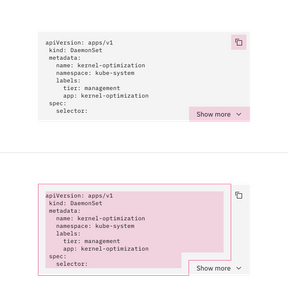 apiVersion: apps/v1
kind: DaemonSet
metadata:
name: kernel-optimization
namespace: kube-system
labels:
tier: management
app: kernel-optimization
spec:
selector:
Show more
apiVersion: apps/v1
kind: DaemonSet
metadata:
name: kernel-optimization
namespace: kube-system
labels:
tier: management
app: kernel-optimization
spec:
selector:
Show more